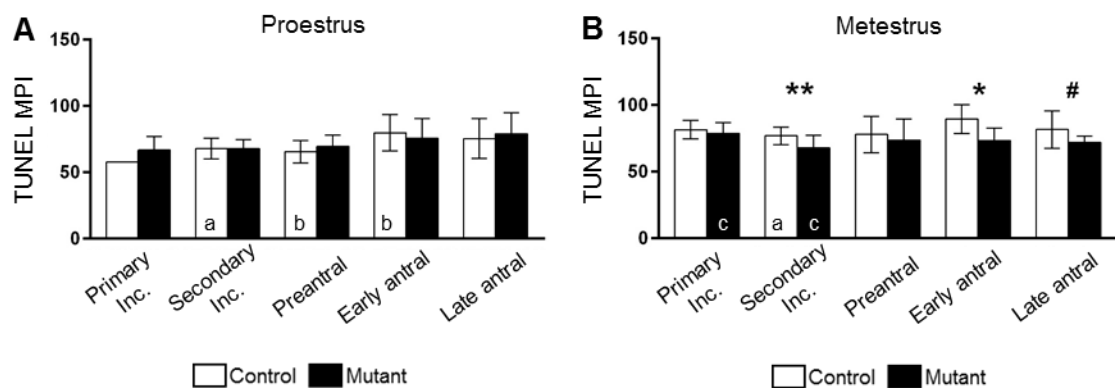 A
Proestrus
TUNEL MPI
150
100
50
0
a
b
b
Primary
Inc.
Secondary
Inc.
Preantral
Early antral
Late antral
Control
Mutant
B
Metestrus
TUNEL MPI
150
100
50
0
**
*
#
c
a
c
Primary
Inc.
Secondary
Inc.
Preantral
Early antral
Late antral
Control
Mutant